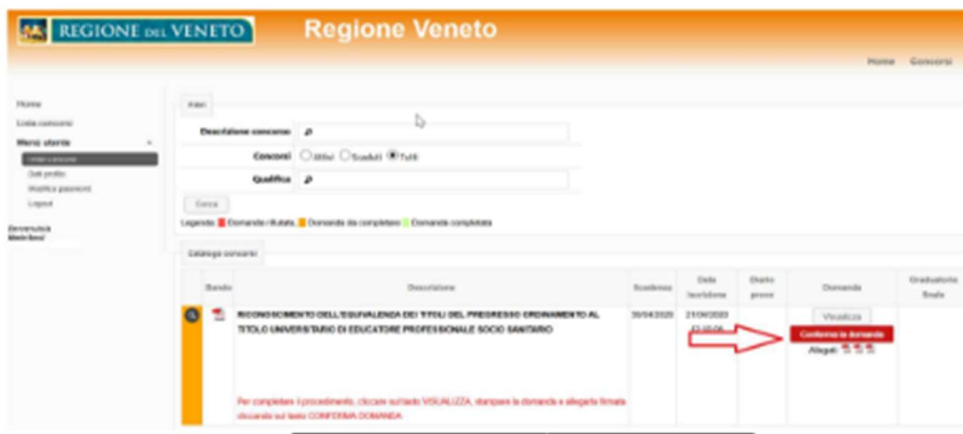 REGIONE DEL VENETO
Regione Veneto
Home Concorsi
Home
Lista concorsi
Menù utente
Dati profilo
Modifica password
Logout
Benvenuto/a
Filtri
Descrizione concorso
Concorsi Attivi Scaduti Tutti
Qualifica
Cerca
Legenda: Domanda rifiutata, Domanda da completare Domanda completata
Catalogo concorsi
Bando Descrizione Scadenza Data iscrizione Diario prove Domanda Graduatoria finale
RICONOSCIMENTO DELL'EQUIVALENZA DEI TITOLI DEL PREGRESSO ORDINAMENTO AL
TITOLO UNIVERSITARIO DI EDUCATORE PROFESSIONALE SOCIO SANITARIO
30/04/2020 21/04/2020
Visualizza
Conferma la domanda
Allegati:
Per completare il procedimento, cliccare sul tasto VISUALIZZA, stampare la domanda e allegarla firmata
cliccando sul tasto CONFERMA DOMANDA